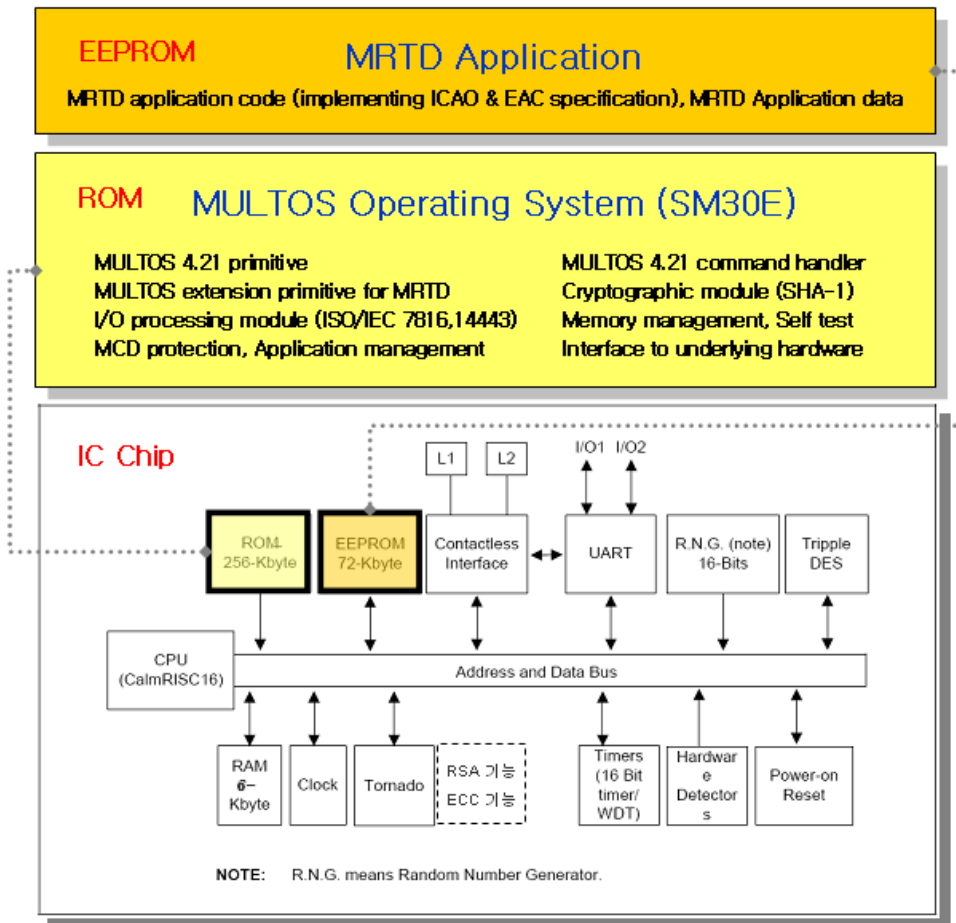 EEPROM MRTD Application
MRTD application code (implementing ICAO & EAC specification), MRTD Application data
ROM MULTOS Operating System (SM30E)
MULTOS 4.21 primitive
MULTOS extension primitive for MRTD
I/O processing module (ISO/IEC 7816,14443)
MCD protection, Application management
MULTOS 4.21 command handler
Cryptographic module (SHA-1)
Memory management, Self test
Interface to underlying hardware
IC Chip
L1
L2
I/O1 I/O2
ROM
256-Kbyte
EEPROM
72-Kbyte
Contactless
Interface
UART
R.N.G. (note)
16-Bits
Tripple
DES
CPU
(CalmRISC16)
Address and Data Bus
RAM
6-
Kbyte
Clock
Tornado
RSA 기능
ECC 기능
Timers
(16 Bit
timer/
WDT)
Hardwar
e
Detector
s
Power-on
Reset
NOTE: R.N.G. means Random Number Generator.